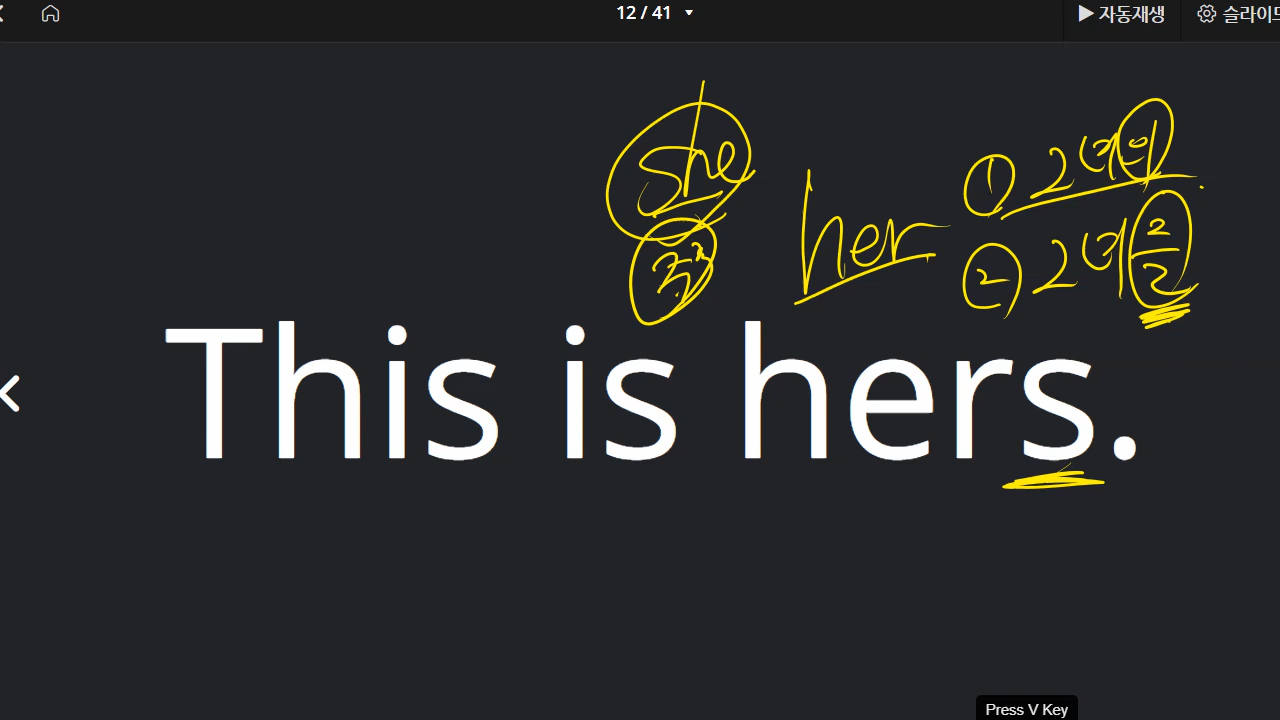 12 / 41
▶자동재생
슬라이드
she
her
① 그녀의
② 그녀를
This is hers.
Press V Key